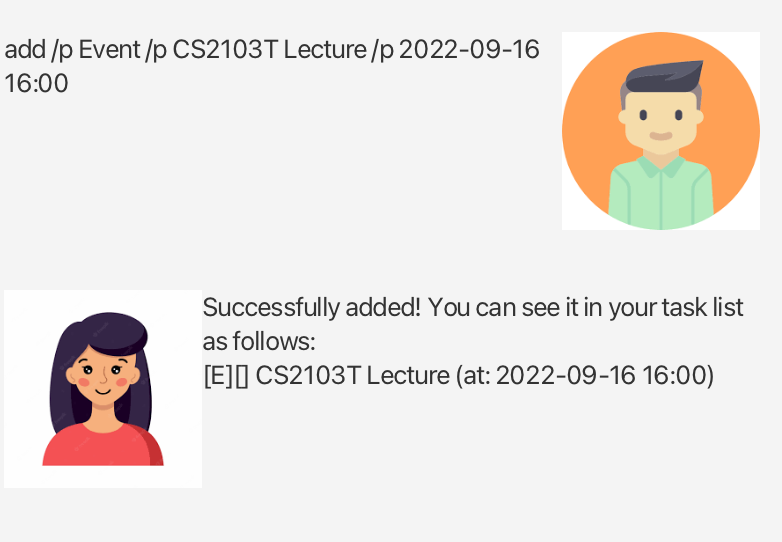 add /p Event /p CS2103T Lecture /p 2022-09-16
16:00
Successfully added! You can see it in your task list
as follows:
[E][] CS2103T Lecture (at: 2022-09-16 16:00)